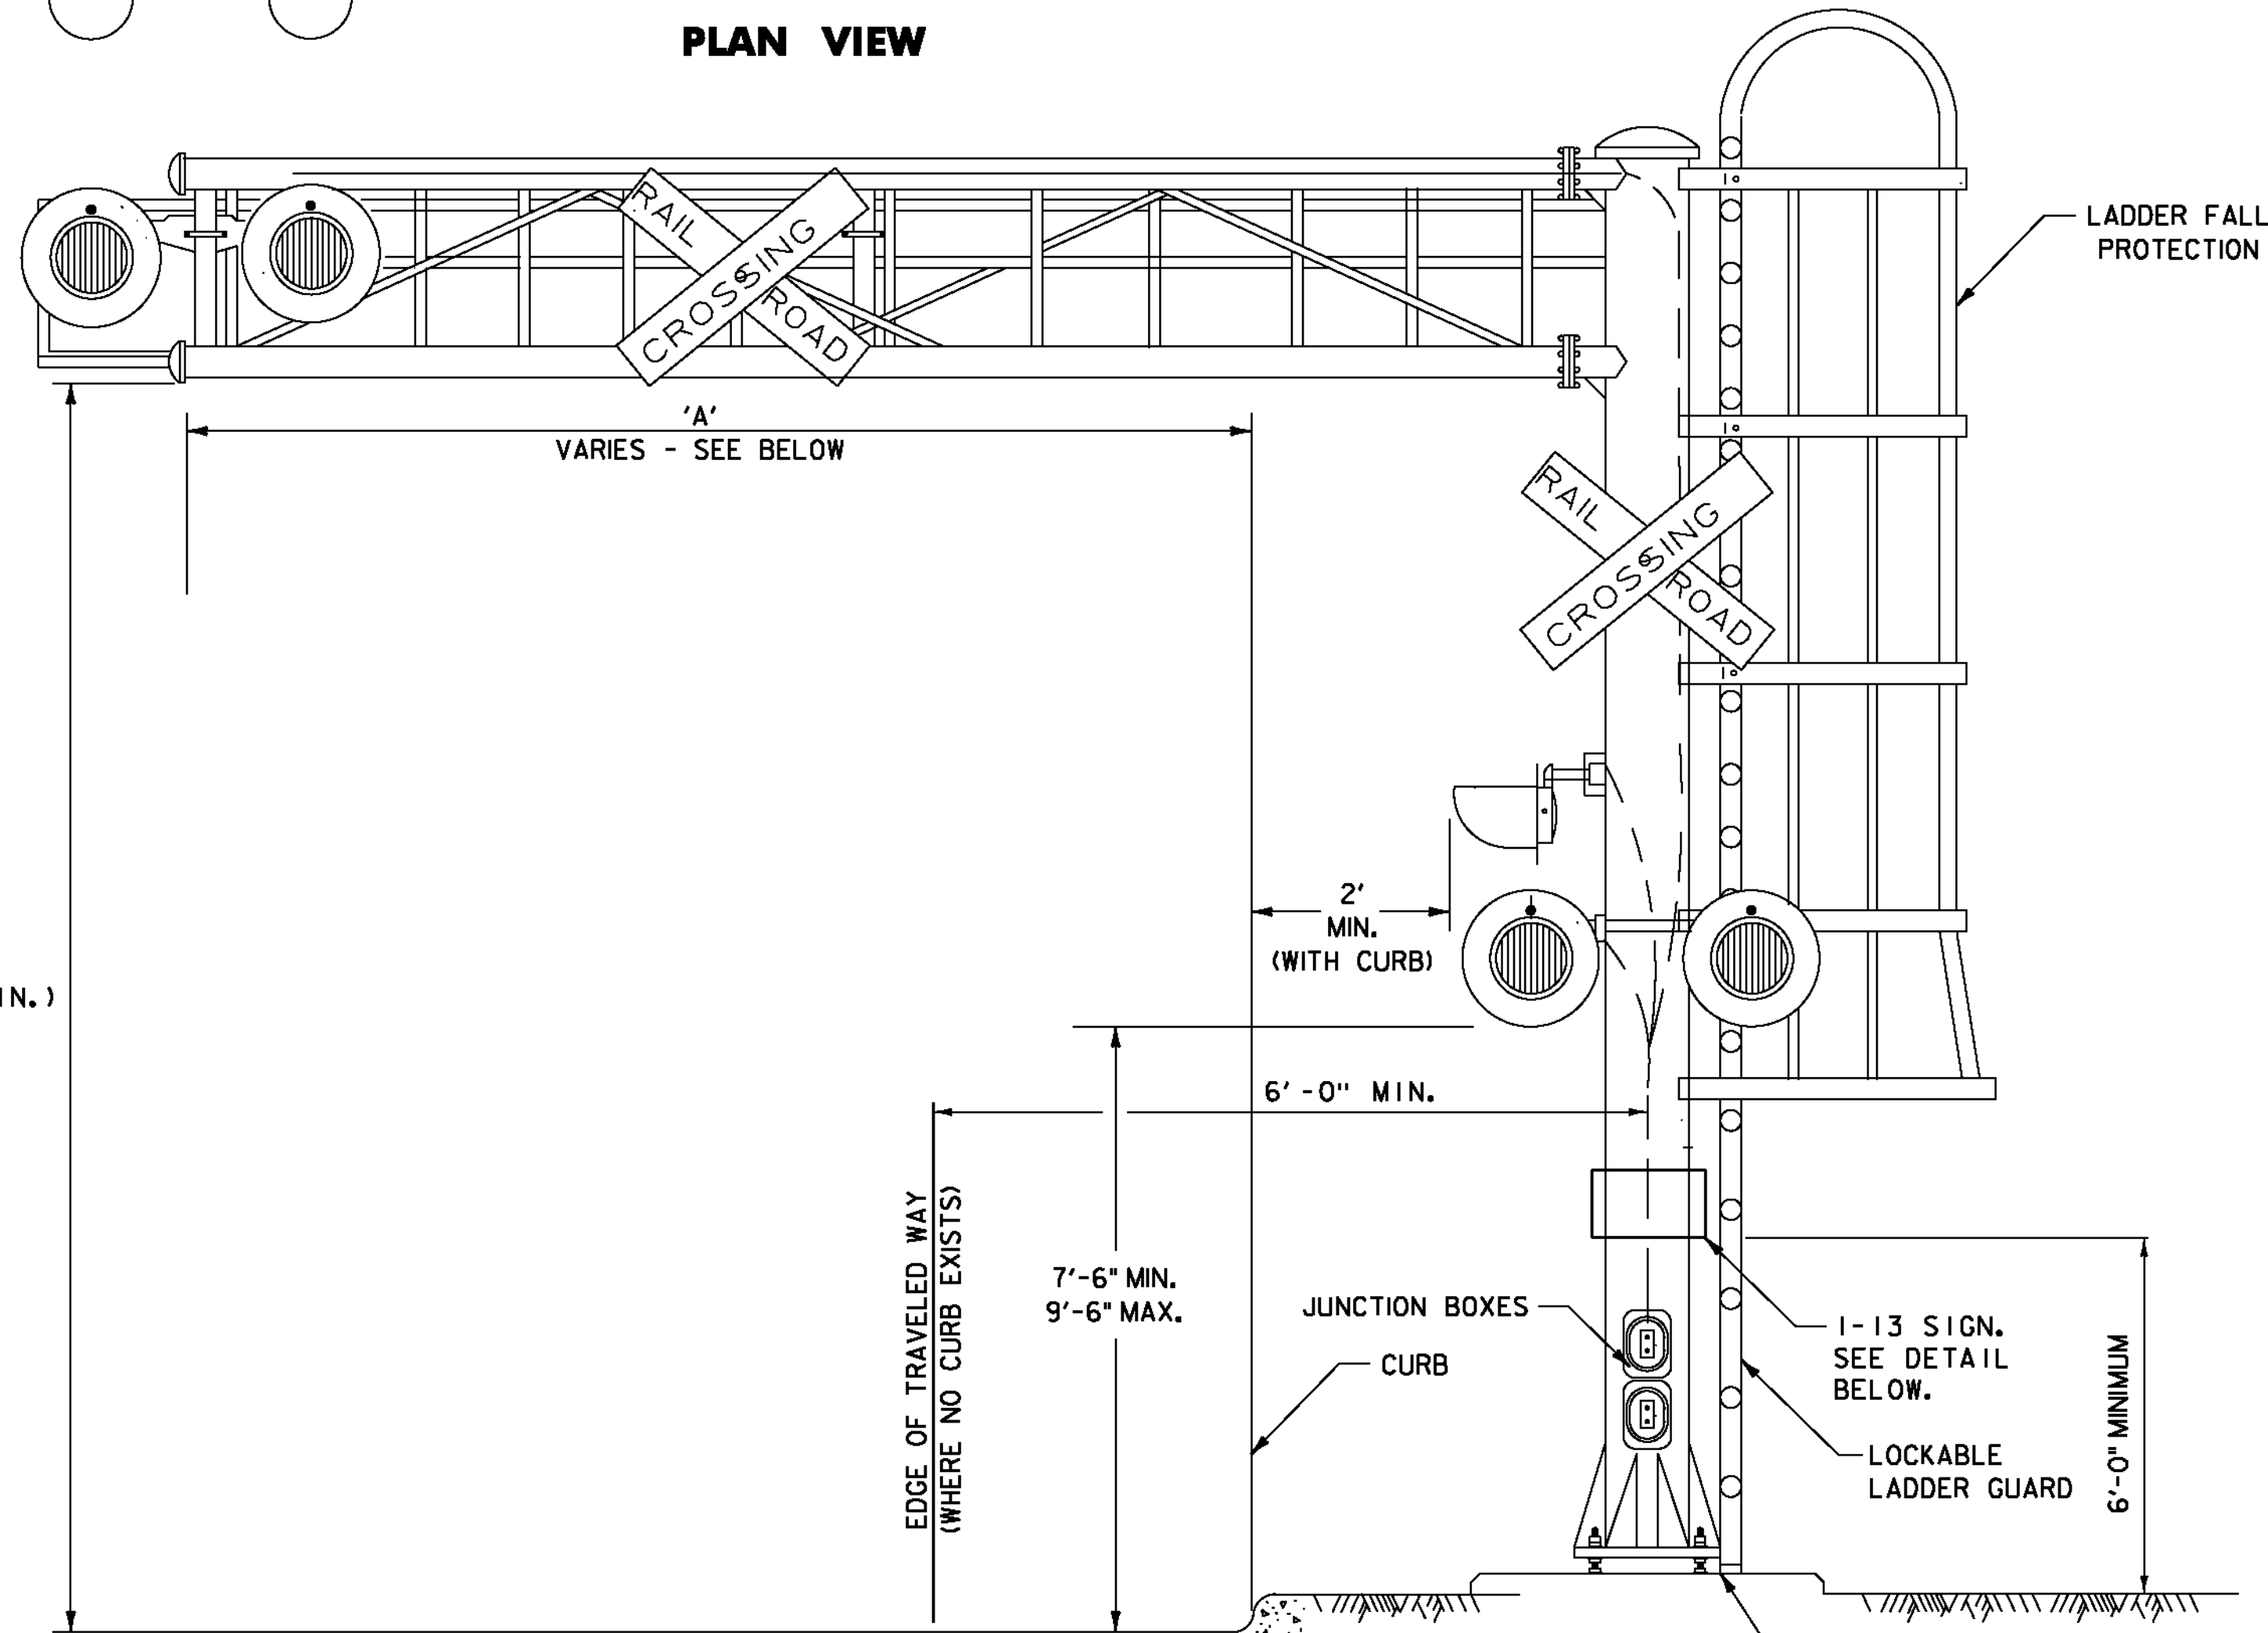 PLAN VIEW
RAIL
ROAD
CROSSING
LADDER FALL
PROTECTION
'A'
VARIES - SEE BELOW
RAIL
ROAD
CROSSING
2'
MIN.
(WITH CURB)
IN.)
6'-0" MIN.
EDGE OF TRAVELED WAY
(WHERE NO CURB EXISTS)
7'-6" MIN.
9'-6" MAX.
JUNCTION BOXES
CURB
I-13 SIGN.
SEE DETAIL
BELOW.
LOCKABLE
LADDER GUARD
6'-0" MINIMUM